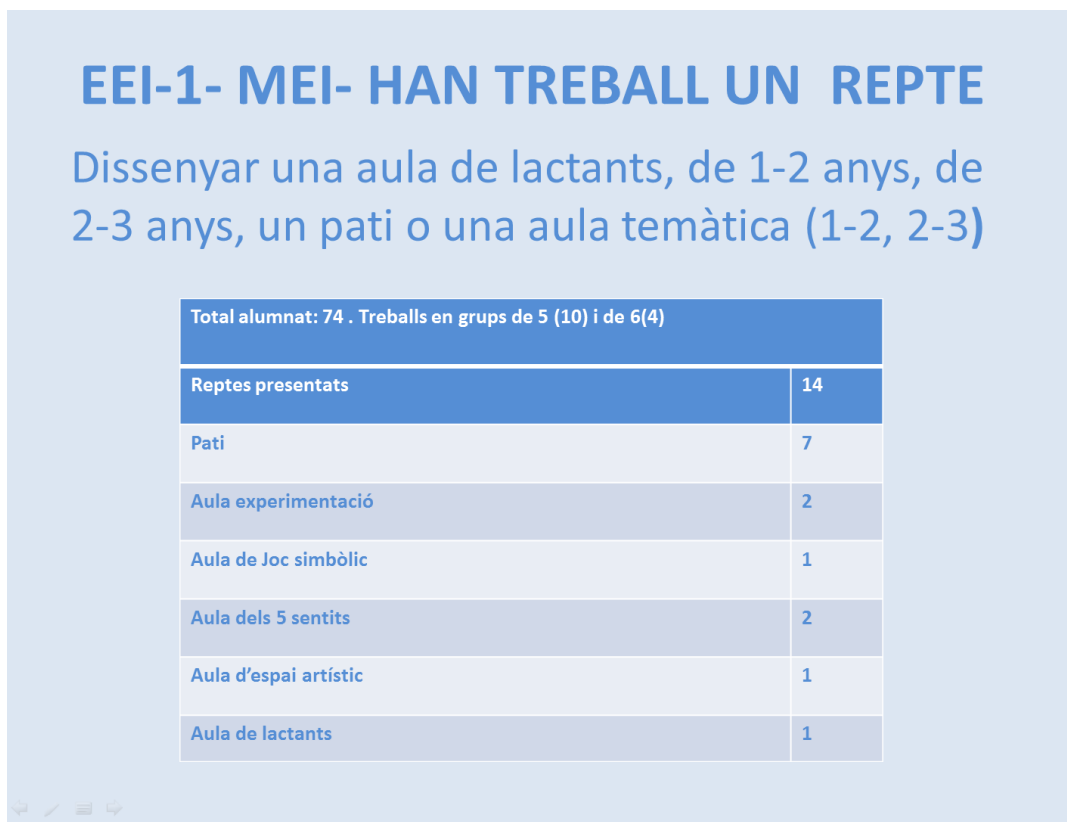 EEI-1- MEI- HAN TREBALL UN  REPTE
Dissenyar una aula de lactants, de 1-2 anys, de
2-3 anys, un pati o una aula temàtica (1-2, 2-3)
Total alumnat: 74 . Treballs en grups de 5 (10) i de 6(4)
Reptes presentats 14
Pati 7
Aula experimentació 2
Aula de Joc simbòlic 1
Aula dels 5 sentits 2
Aula d’espai artístic 1
Aula de lactants 1